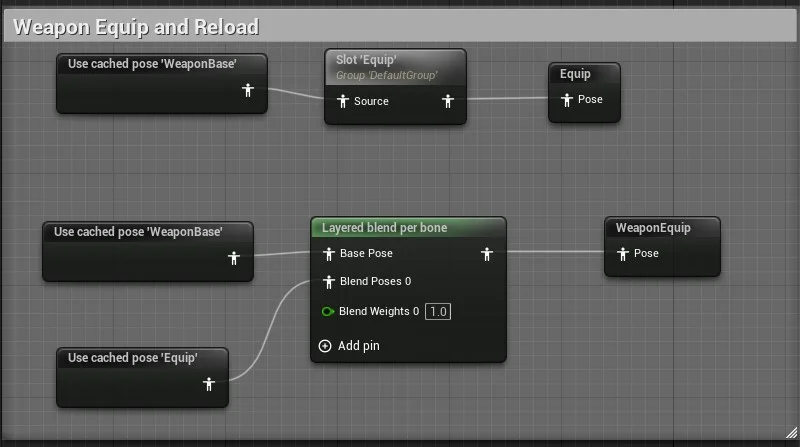 Weapon Equip and Reload
Use cached pose 'WeaponBase'
Slot 'Equip'
Group 'DefaultGroup'
Source
Equip
Pose
Use cached pose 'WeaponBase'
Layered blend per bone
Base Pose
Blend Poses 0
Blend Weights 0 1.0
Add pin
WeaponEquip
Pose
Use cached pose 'Equip'